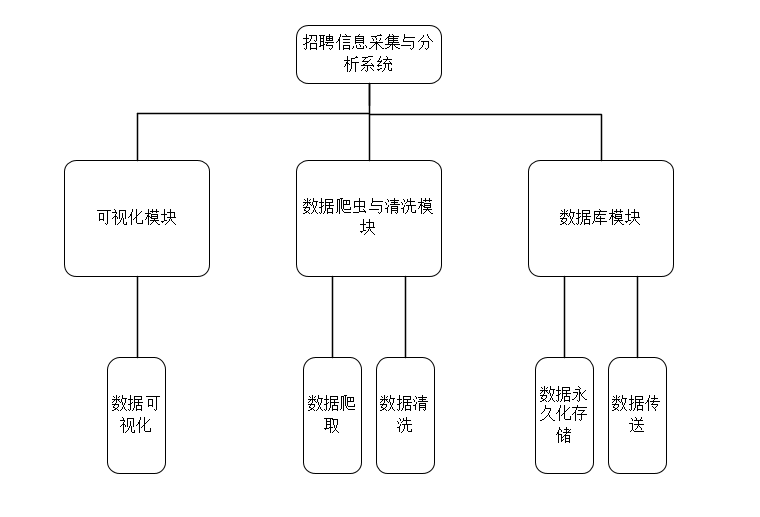 招聘信息采集与分
析系统
可视化模块
数据爬虫与清洗模
块
数据库模块
数据可
视化
数据爬
取
数据清
洗
数据永
久化存
储
数据传
送